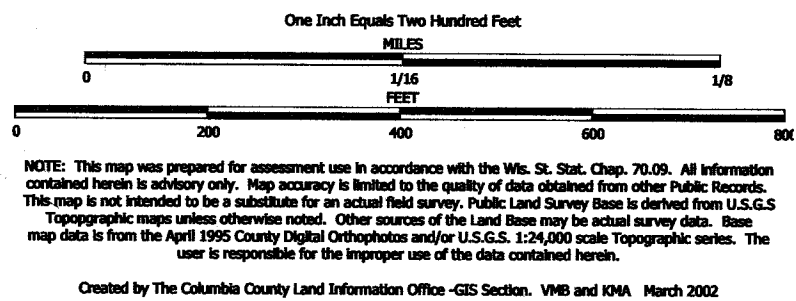 One Inch Equals Two Hundred Feet
MILES
0 1/16 1/8
FEET
0 200 400 600 800
NOTE: This map was prepared for assessment use in accordance with the Wis. St. Stat. Chap. 70.09. All information
contained herein is advisory only. Map accuracy is limited to the quality of data obtained from other Public Records.
This map is not intended to be a substitute for an actual field survey. Public Land Survey Base is derived from U.S.G.S
Topopgraphic maps unless otherwise noted. Other sources of the Land Base may be actual survey data. Base
map data is from the April 1995 County Digital Orthophotos and/or U.S.G.S. 1:24,000 scale Topographic series. The
user is responsible for the improper use of the data contained herein.
Created by The Columbia County Land Information Office -GIS Section. VMB and KMA March 2002